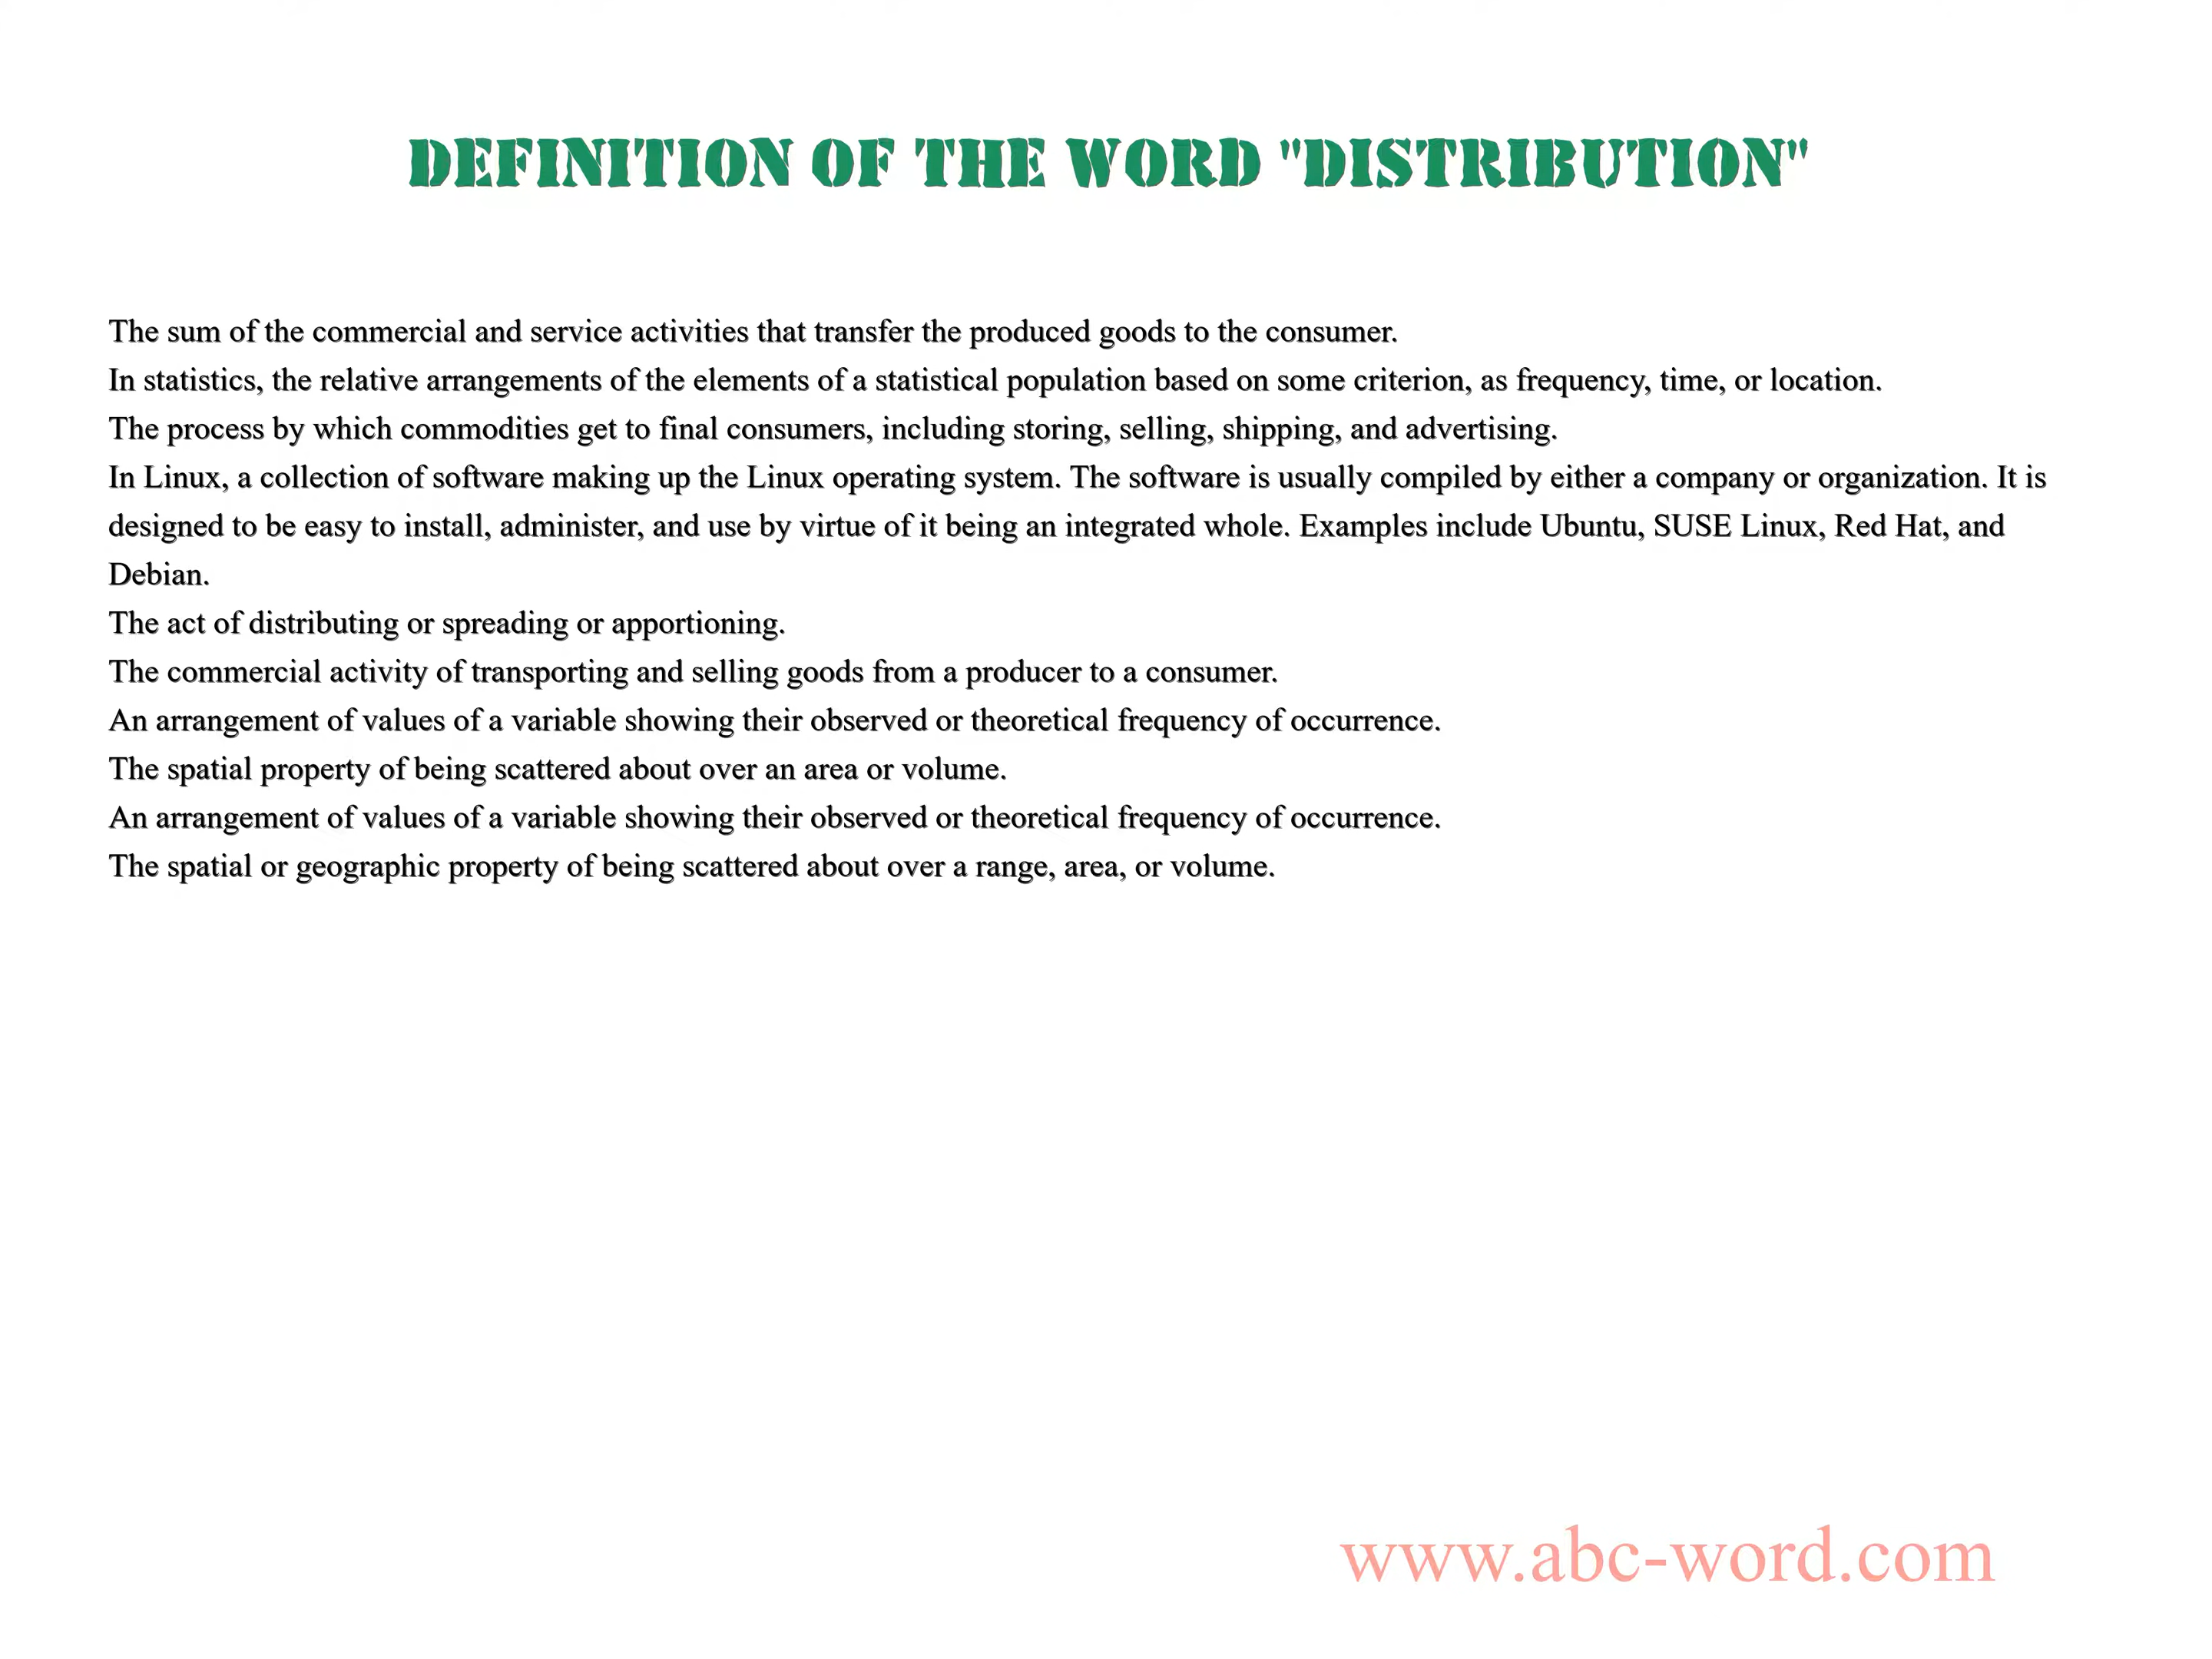 DEFINITION OF THE WORD "DISTRIBUTION"
The sum of the commercial and service activities that transfer the produced goods to the consumer.
In statistics, the relative arrangements of the elements of a statistical population based on some criterion, as frequency, time, or location.
The process by which commodities get to final consumers, including storing, selling, shipping, and advertising.
In Linux, a collection of software making up the Linux operating system. The software is usually compiled by either a company or organization. It is
designed to be easy to install, administer, and use by virtue of it being an integrated whole. Examples include Ubuntu, SUSE Linux, Red Hat, and
Debian.
The act of distributing or spreading or apportioning.
The commercial activity of transporting and selling goods from a producer to a consumer.
An arrangement of values of a variable showing their observed or theoretical frequency of occurrence.
The spatial property of being scattered about over an area or volume.
An arrangement of values of a variable showing their observed or theoretical frequency of occurrence.
The spatial or geographic property of being scattered about over a range, area, or volume.
www.abc-word.com